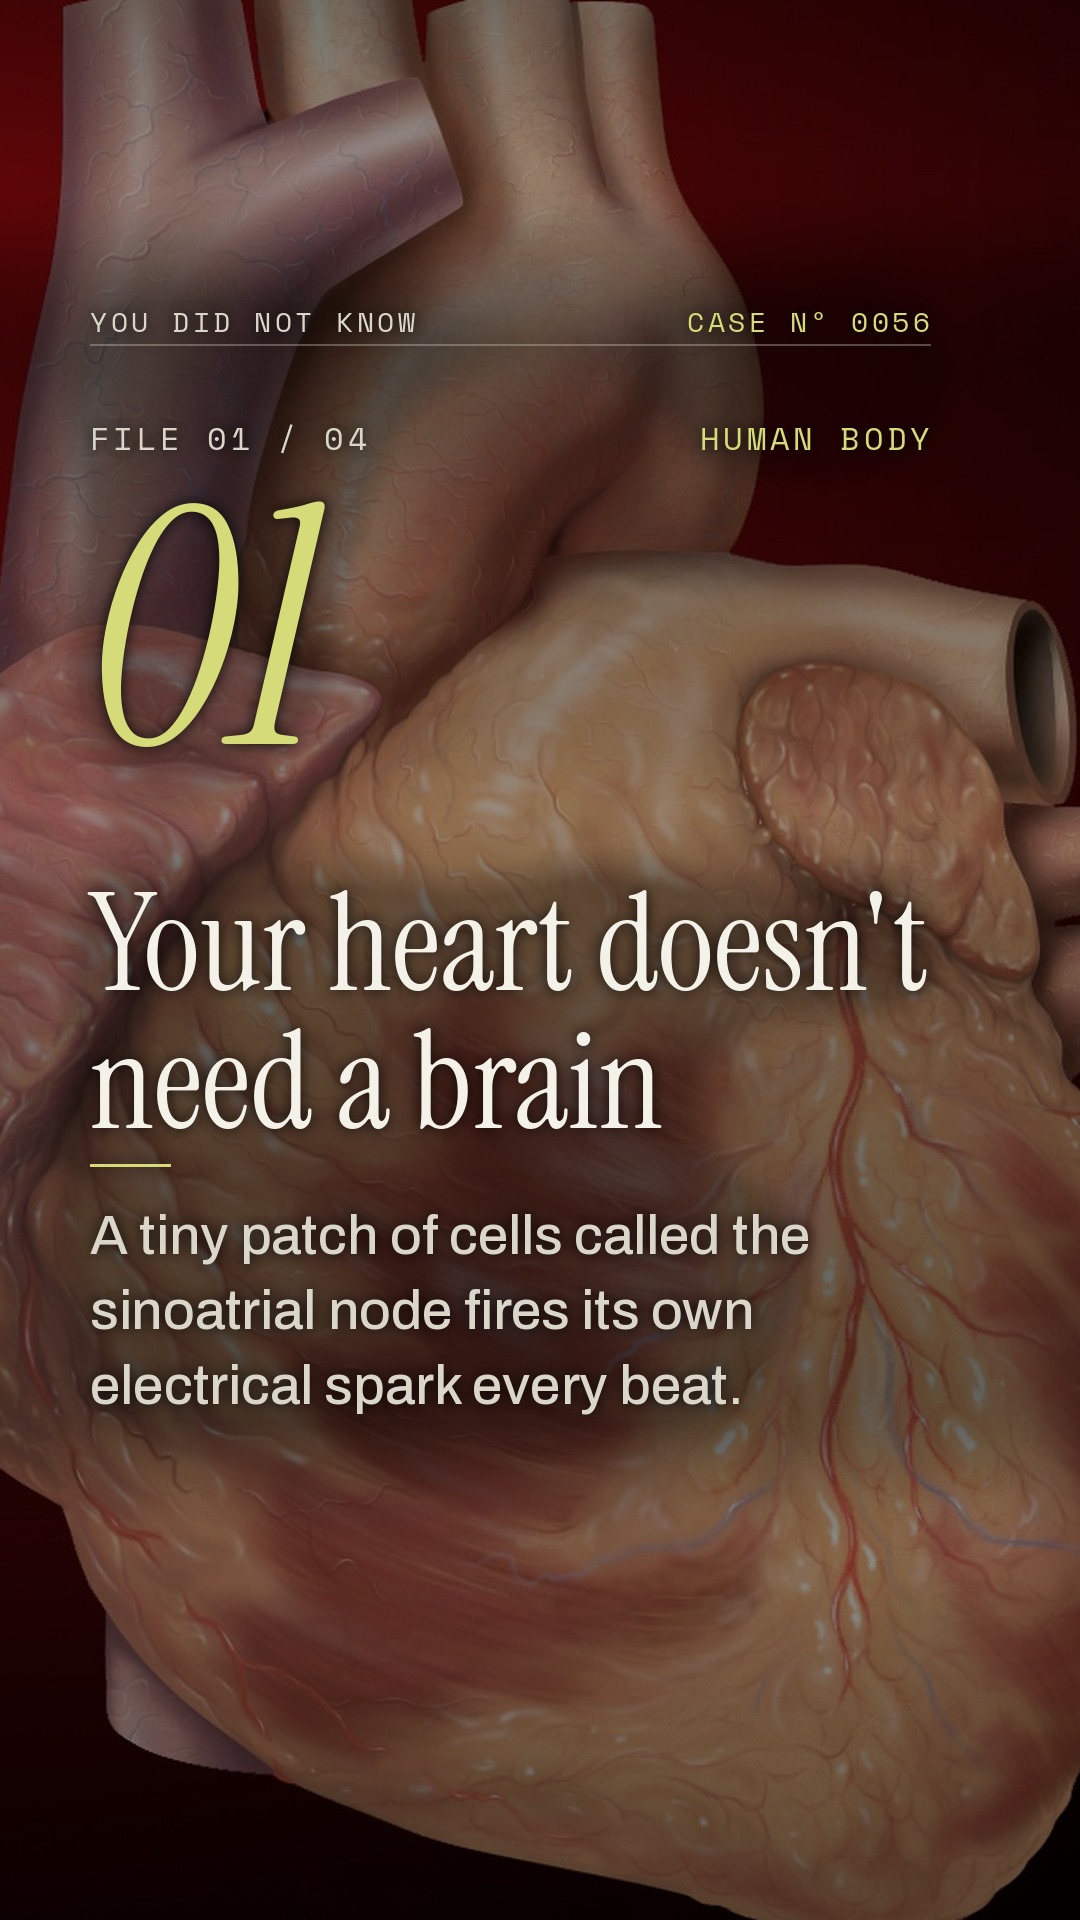 YOU DID NOT KNOW
CASE N° 0056
FILE 01 / 04
HUMAN BODY
01
Your heart doesn't
need a brain
A tiny patch of cells called the
sinoatrial node fires its own
electrical spark every beat.